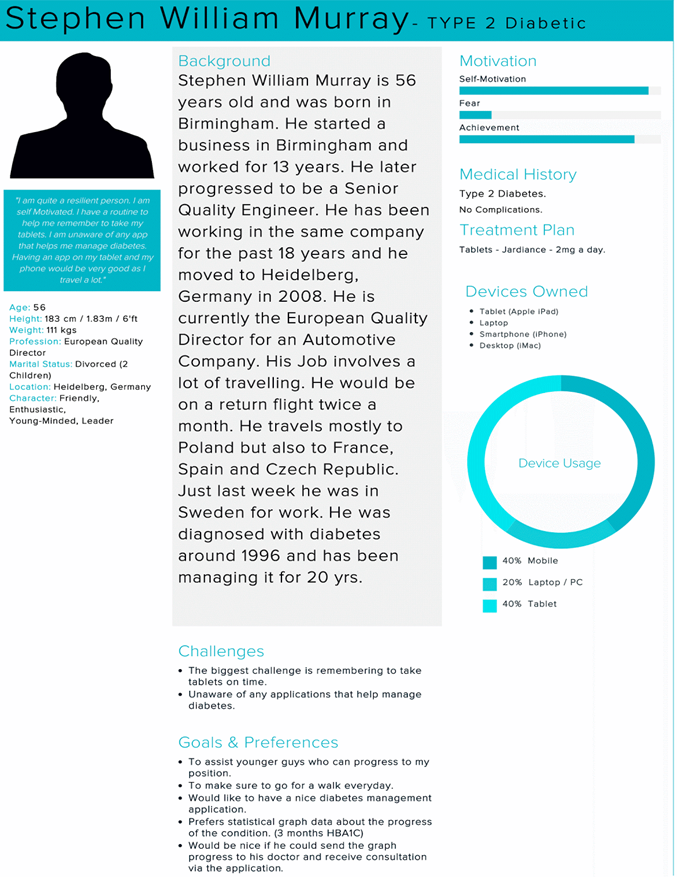 Stephen William Murray- TYPE 2 Diabetic
"I am quite a resilient person. I am
self Motivated. I have a routine to
help me remember to take my
tablets. I am unaware of any app
that helps me manage diabetes.
Having an app on my tablet and my
phone would be very good as I
travel a lot."
Age: 56
Height: 183 cm / 1.83m / 6'ft
Weight: 111 kgs
Profession: European Quality
Director
Marital Status: Divorced (2
Children)
Location: Heidelberg, Germany
Character: Friendly,
Enthusiastic,
Young-Minded, Leader
Background
Stephen William Murray is 56
years old and was born in
Birmingham. He started a
business in Birmingham and
worked for 13 years. He later
progressed to be a Senior
Quality Engineer. He has been
working in the same company
for the past 18 years and he
moved to Heidelberg,
Germany in 2008. He is
currently the European Quality
Director for an Automotive
Company. His Job involves a
lot of travelling. He would be
on a return flight twice a
month. He travels mostly to
Poland but also to France,
Spain and Czech Republic.
Just last week he was in
Sweden for work. He was
diagnosed with diabetes
around 1996 and has been
managing it for 20 yrs.
Challenges
• The biggest challenge is remembering to take
tablets on time.
• Unaware of any applications that help manage
diabetes.
Goals & Preferences
• To assist younger guys who can progress to my
position.
• To make sure to go for a walk everyday.
• Would like to have a nice diabetes management
application.
• Prefers statistical graph data about the progress
of the condition. (3 months HBA1C)
• Would be nice if he could send the graph
progress to his doctor and receive consultation
via the application.
Motivation
Self-Motivation
Fear
Achievement
Medical History
Type 2 Diabetes.
No Complications.
Treatment Plan
Tablets - Jardiance - 2mg a day.
Devices Owned
• Tablet (Apple iPad)
• Laptop
• Smartphone (iPhone)
• Desktop (iMac)
Device Usage
40% Mobile
20% Laptop / PC
40% Tablet